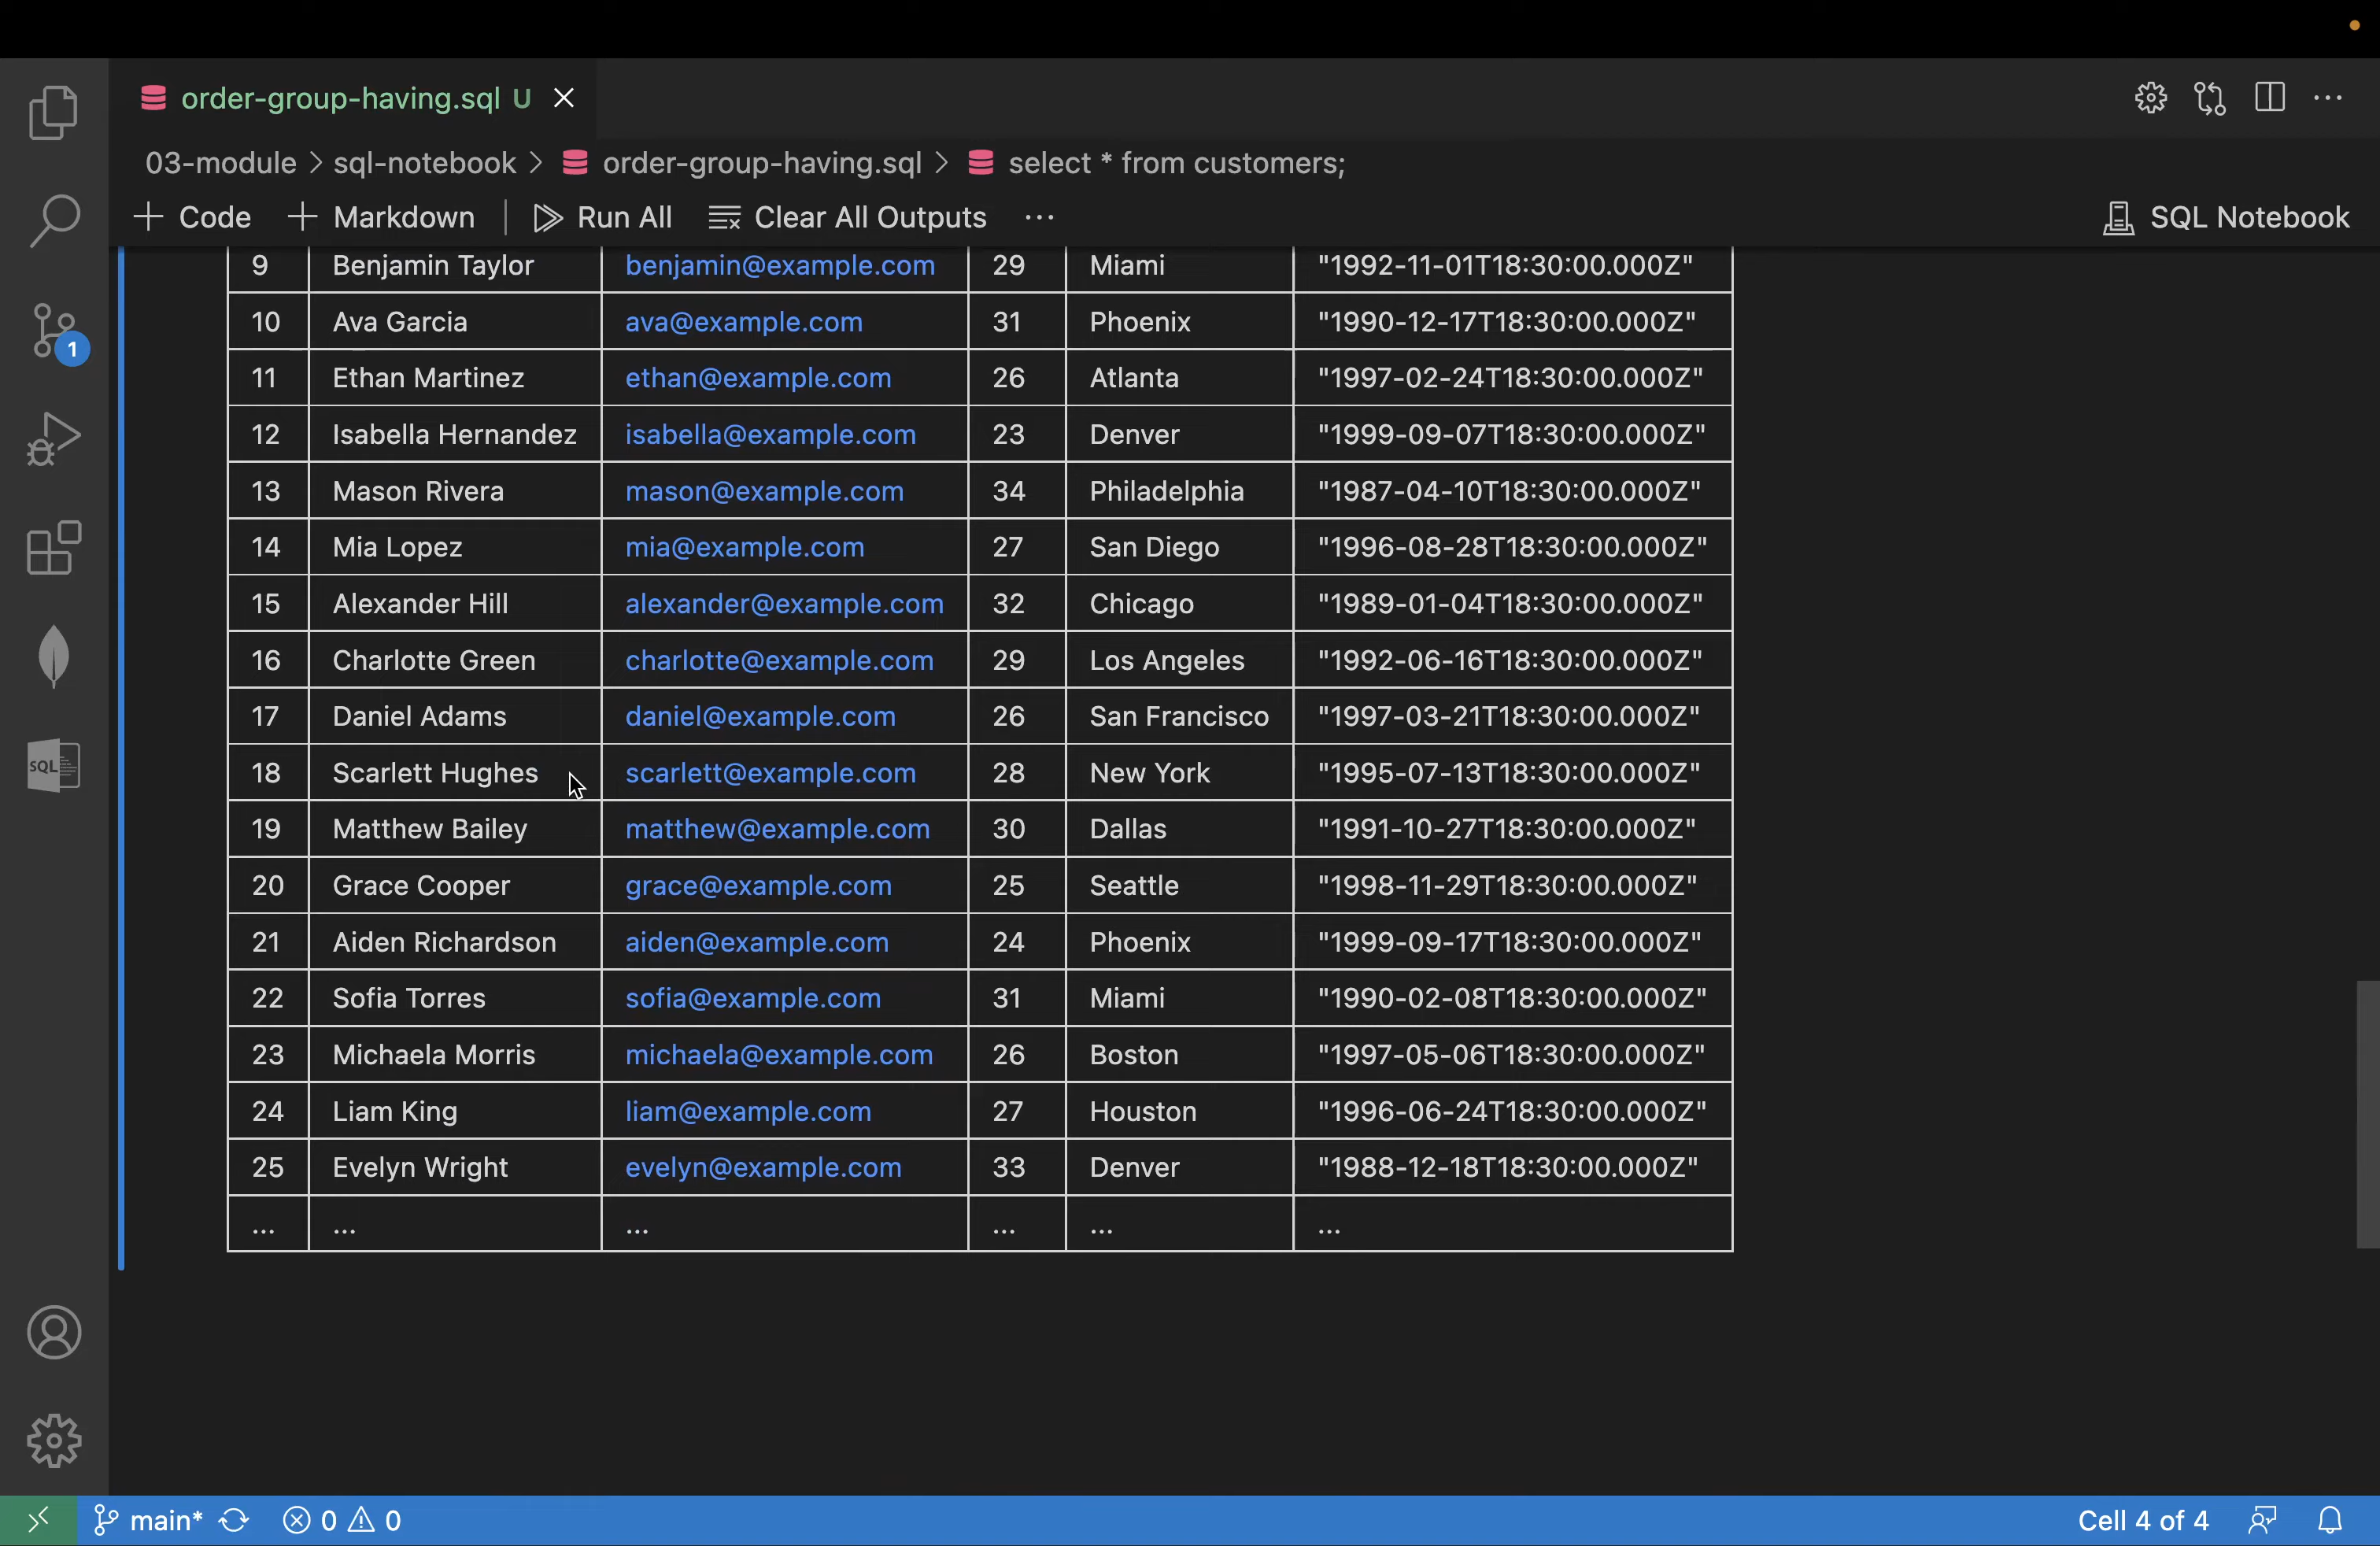 order-group-having.sql U
03-module > sql-notebook > order-group-having.sql > select * from customers;
+ Code + Markdown | Run All Clear All Outputs ... SQL Notebook
9 Benjamin Taylor benjamin@example.com 29 Miami "1992-11-01T18:30:00.000Z"
10 Ava Garcia ava@example.com 31 Phoenix "1990-12-17T18:30:00.000Z"
11 Ethan Martinez ethan@example.com 26 Atlanta "1997-02-24T18:30:00.000Z"
12 Isabella Hernandez isabella@example.com 23 Denver "1999-09-07T18:30:00.000Z"
13 Mason Rivera mason@example.com 34 Philadelphia "1987-04-10T18:30:00.000Z"
14 Mia Lopez mia@example.com 27 San Diego "1996-08-28T18:30:00.000Z"
15 Alexander Hill alexander@example.com 32 Chicago "1989-01-04T18:30:00.000Z"
16 Charlotte Green charlotte@example.com 29 Los Angeles "1992-06-16T18:30:00.000Z"
17 Daniel Adams daniel@example.com 26 San Francisco "1997-03-21T18:30:00.000Z"
18 Scarlett Hughes scarlett@example.com 28 New York "1995-07-13T18:30:00.000Z"
19 Matthew Bailey matthew@example.com 30 Dallas "1991-10-27T18:30:00.000Z"
20 Grace Cooper grace@example.com 25 Seattle "1998-11-29T18:30:00.000Z"
21 Aiden Richardson aiden@example.com 24 Phoenix "1999-09-17T18:30:00.000Z"
22 Sofia Torres sofia@example.com 31 Miami "1990-02-08T18:30:00.000Z"
23 Michaela Morris michaela@example.com 26 Boston "1997-05-06T18:30:00.000Z"
24 Liam King liam@example.com 27 Houston "1996-06-24T18:30:00.000Z"
25 Evelyn Wright evelyn@example.com 33 Denver "1988-12-18T18:30:00.000Z"
... ... ... ... ... ...
1
SQL
main* 0 0 Cell 4 of 4